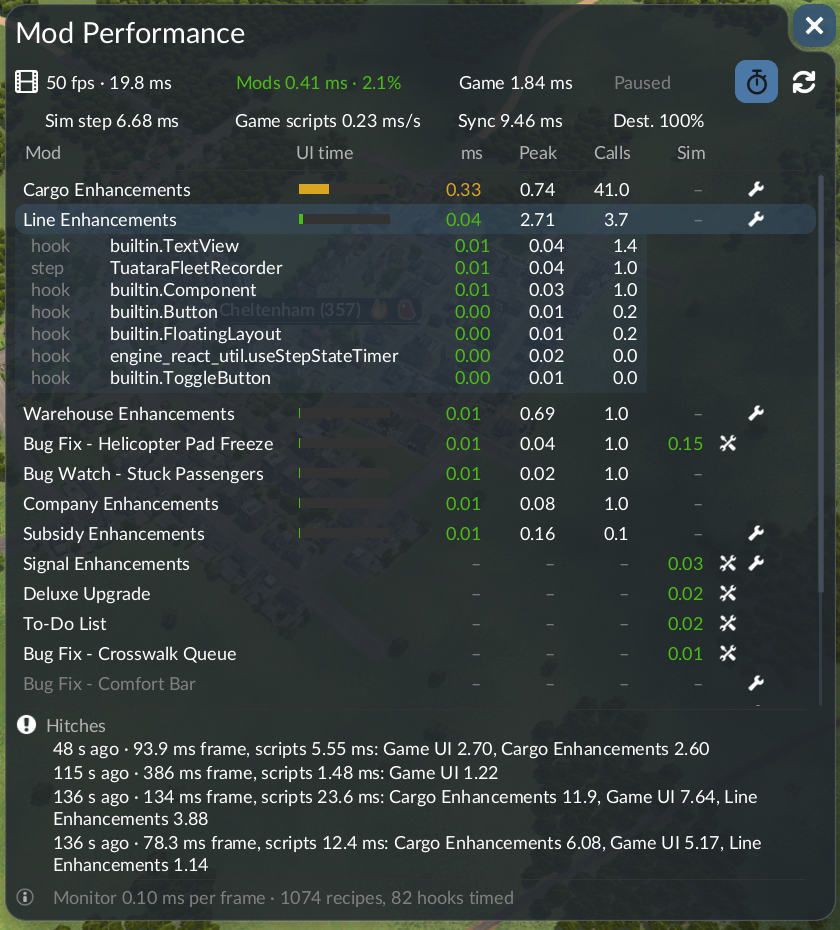 Mod Performance
50 fps · 19.8 ms Mods 0.41 ms · 2.1% Game 1.84 ms Paused
Sim step 6.68 ms Game scripts 0.23 ms/s Sync 9.46 ms Dest. 100%
Mod UI time ms Peak Calls Sim
Cargo Enhancements 0.33 0.74 41.0 –
Line Enhancements 0.04 2.71 3.7 –
hook builtin.TextView 0.01 0.04 1.4
step TuataraFleetRecorder 0.01 0.04 1.0
hook builtin.Component 0.01 0.03 1.0
Cheltenham (357)
hook builtin.Button 0.00 0.01 0.2
hook builtin.FloatingLayout 0.00 0.01 0.2
hook engine_react_util.useStepStateTimer 0.00 0.02 0.0
hook builtin.ToggleButton 0.00 0.01 0.0
Warehouse Enhancements 0.01 0.69 1.0 –
Bug Fix - Helicopter Pad Freeze 0.01 0.04 1.0 0.15
Bug Watch - Stuck Passengers 0.01 0.02 1.0 –
Company Enhancements 0.01 0.08 1.0 –
Subsidy Enhancements 0.01 0.16 0.1 –
Signal Enhancements – – – 0.03
Deluxe Upgrade – – – 0.02
To-Do List – – – 0.02
Bug Fix - Crosswalk Queue – – – 0.01
Bug Fix - Comfort Bar – – – –
Hitches
48 s ago · 93.9 ms frame, scripts 5.55 ms: Game UI 2.70, Cargo Enhancements 2.60
115 s ago · 386 ms frame, scripts 1.48 ms: Game UI 1.22
136 s ago · 134 ms frame, scripts 23.6 ms: Cargo Enhancements 11.9, Game UI 7.64, Line
Enhancements 3.88
136 s ago · 78.3 ms frame, scripts 12.4 ms: Cargo Enhancements 6.08, Game UI 5.17, Line
Enhancements 1.14
Monitor 0.10 ms per frame · 1074 recipes, 82 hooks timed